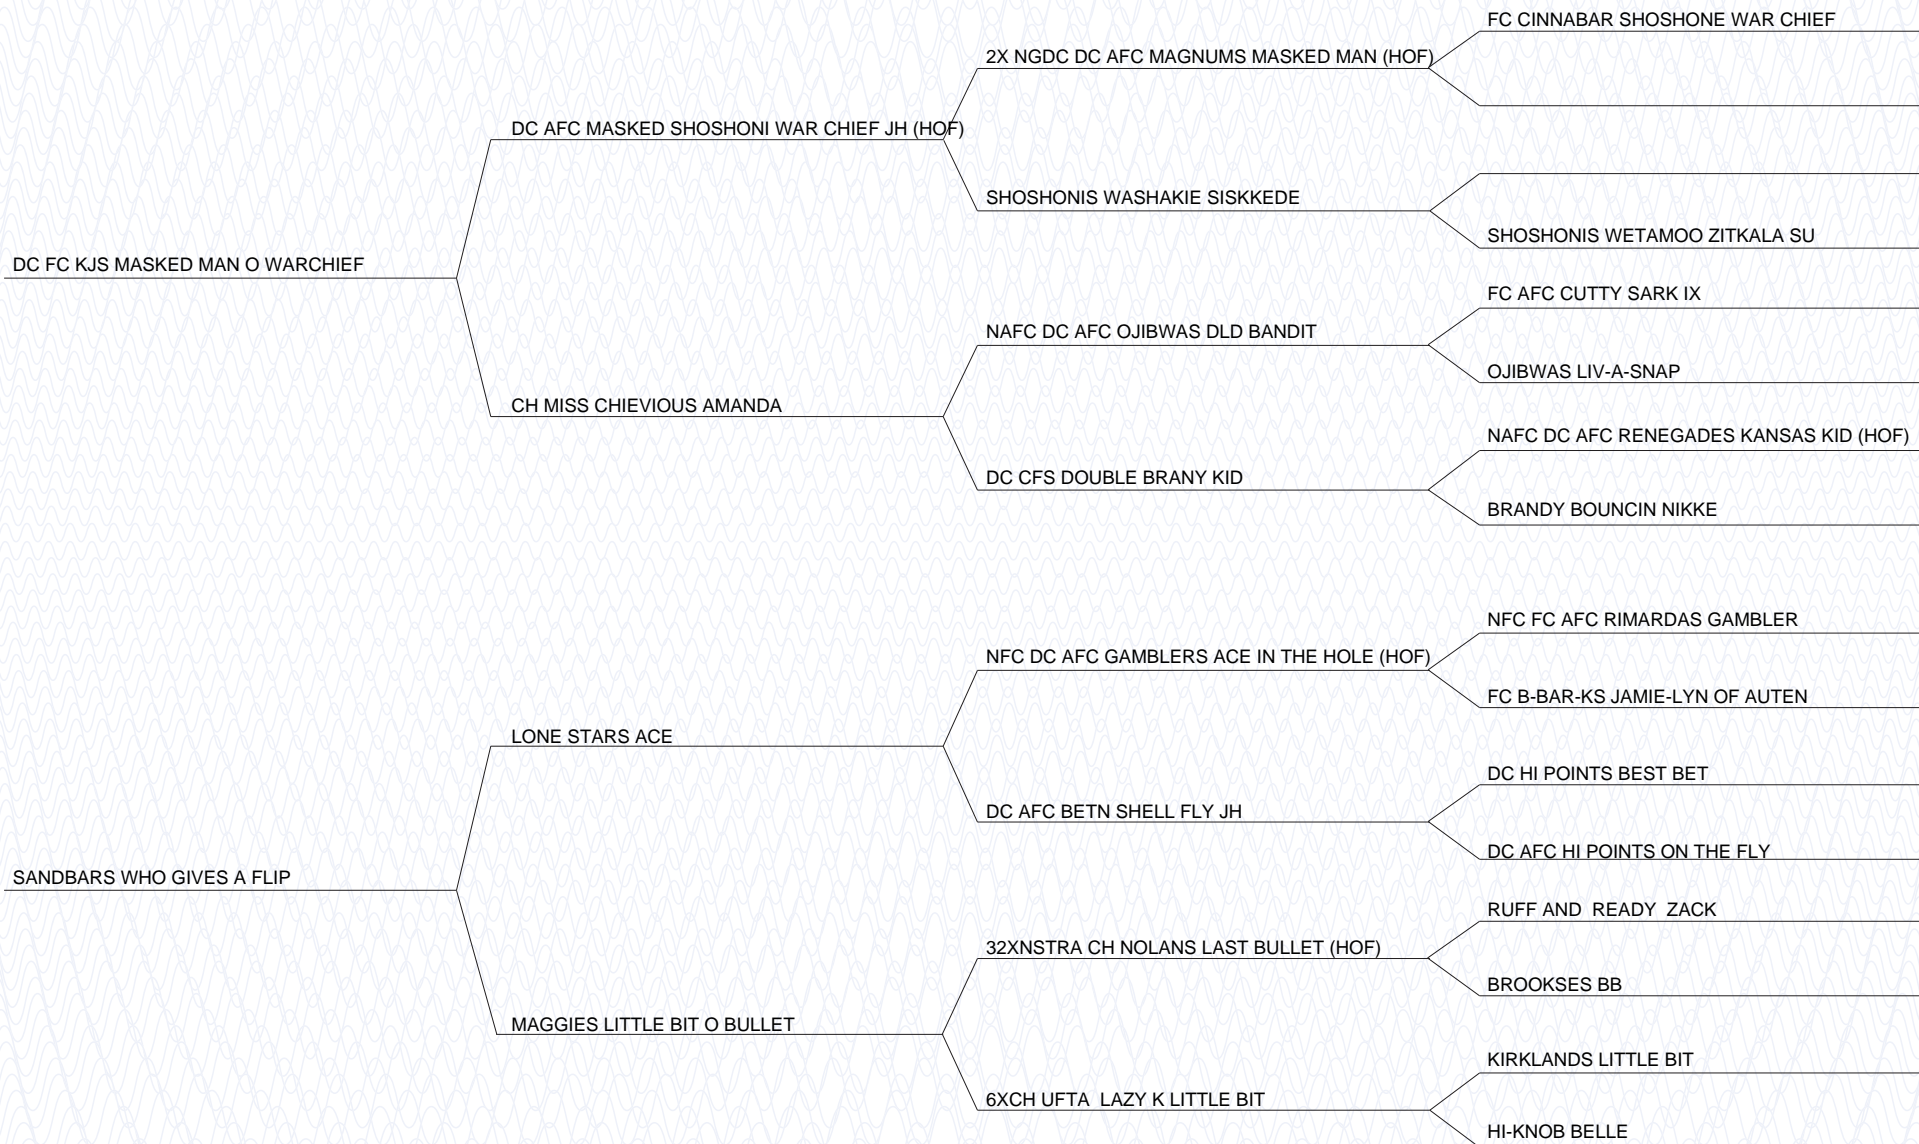 FC CINNABAR SHOSHONE WAR CHIEF
2X NGDC DC AFC MAGNUMS MASKED MAN (HOF)
DC AFC MASKED SHOSHONI WAR CHIEF JH (HOF)
SHOSHONIS WASHAKIE SISKKEDE
SHOSHONIS WETAMOO ZITKALA SU
DC FC KJS MASKED MAN O WARCHIEF
FC AFC CUTTY SARK IX
NAFC DC AFC OJIBWAS DLD BANDIT
OJIBWAS LIV-A-SNAP
CH MISS CHIEVIOUS AMANDA
NAFC DC AFC RENEGADES KANSAS KID (HOF)
DC CFS DOUBLE BRANY KID
BRANDY BOUNCIN NIKKE
NFC FC AFC RIMARDAS GAMBLER
NFC DC AFC GAMBLERS ACE IN THE HOLE (HOF)
FC B-BAR-KS JAMIE-LYN OF AUTEN
LONE STARS ACE
DC HI POINTS BEST BET
DC AFC BETN SHELL FLY JH
DC AFC HI POINTS ON THE FLY
SANDBARS WHO GIVES A FLIP
RUFF AND  READY  ZACK
32XNSTRA CH NOLANS LAST BULLET (HOF)
BROOKSES BB
MAGGIES LITTLE BIT O BULLET
KIRKLANDS LITTLE BIT
6XCH UFTA  LAZY K LITTLE BIT
HI-KNOB BELLE